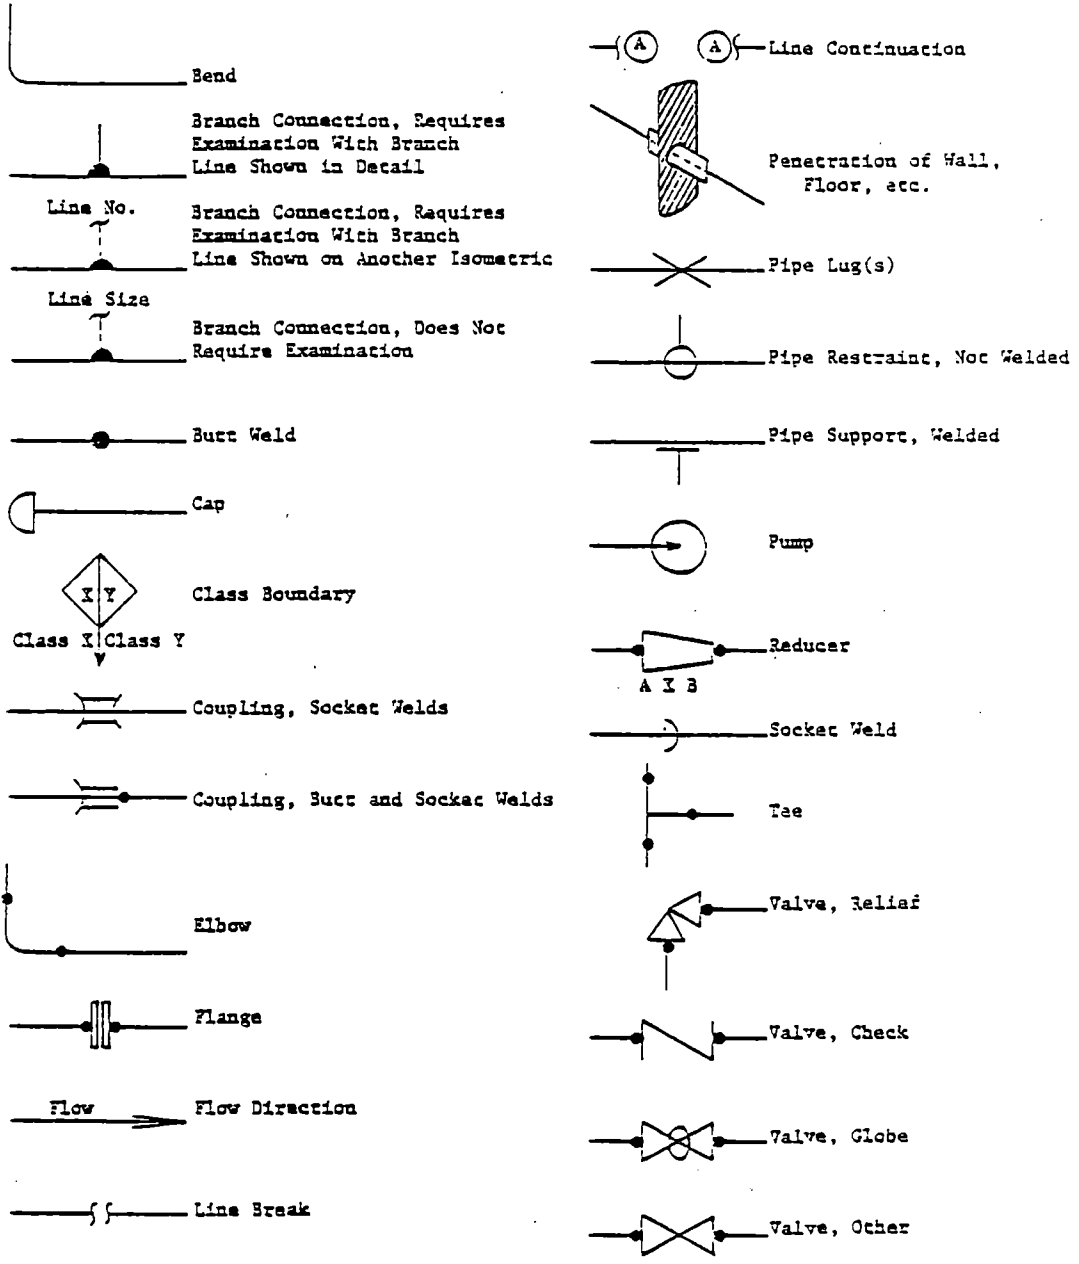 Bend
Branch Connection, Requires
Examination With Branch
Line Shown in Detail
Line No.
Branch Connection, Requires
Examination With Branch
Line Shown on Another Isometric
Line Size
Branch Connection, Does Not
Require Examination
Butt Weld
Cap
X Y
Class Boundary
Class X Class Y
Coupling, Socket Welds
Coupling, Butt and Socket Welds
Elbow
Flange
Flow
Flow Direction
Line Break
A A
Line Continuation
Penetration of Wall,
Floor, etc.
Pipe Lug(s)
Pipe Restraint, Not Welded
Pipe Support, Welded
Pump
Reducer
A X B
Socket Weld
Tee
Valve, Relief
Valve, Check
Valve, Globe
Valve, Other